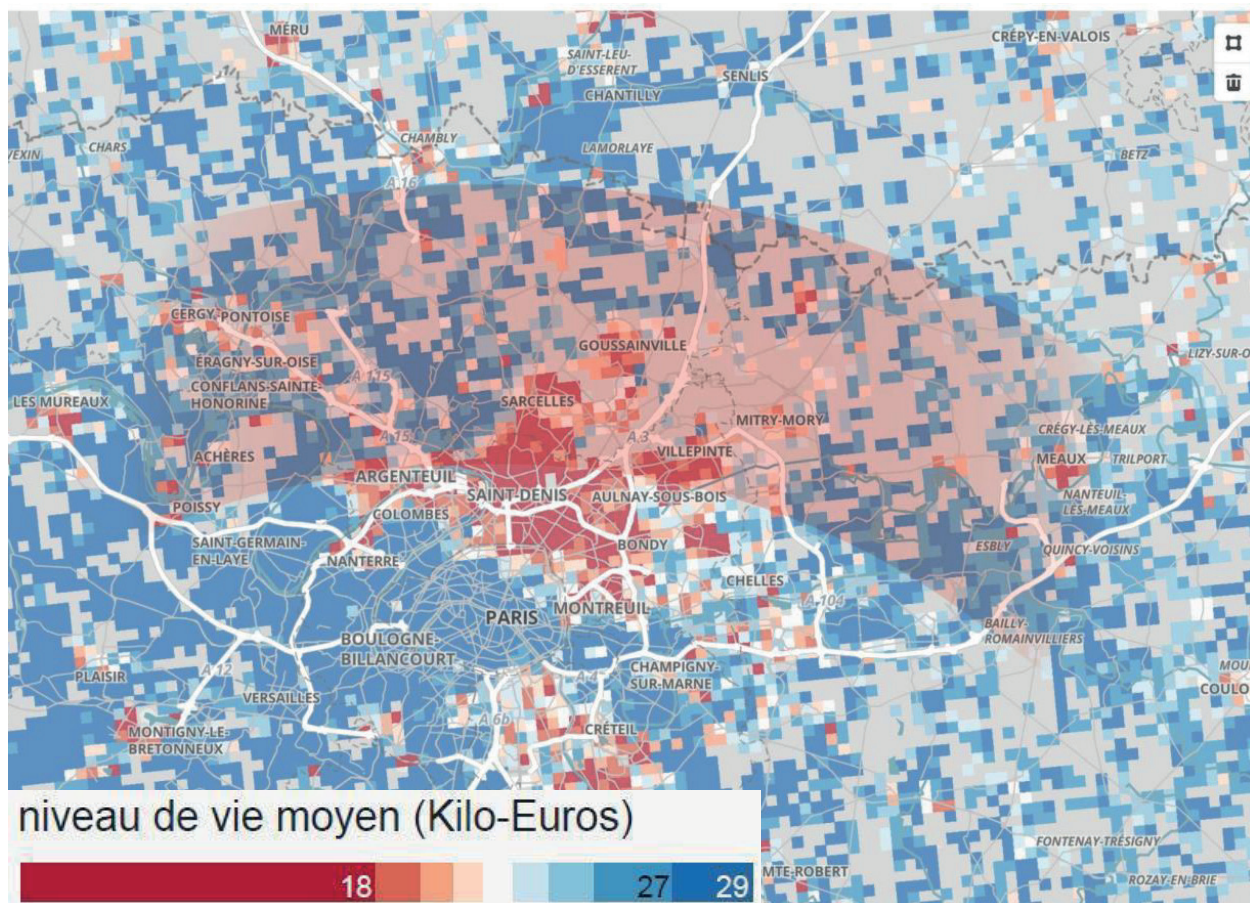 MÉRU
SAINT-LEU-
D'ESSERENT
CHANTILLY
SENLIS
CRÉPY-EN-VALOIS
VEXIN
CHARS
CHAMBLY
LAMORLAYE
BETZ
A 16
CERGY
PONTOISE
ÉRAGNY-SUR-OISE
CONFLANS-SAINTE-
HONORINE
A 115
GOUSSAINVILLE
LIZY-SUR-O
LES MUREAUX
SARCELLES
A 15
A 3
MITRY-MORY
CRÉGY-LÈS-MEAUX
ACHÈRES
VILLEPINTE
MEAUX
TRILPORT
ARGENTEUIL
SAINT-DENIS
AULNAY-SOUS-BOIS
NANTEUIL-
LÈS-MEAUX
POISSY
COLOMBES
SAINT-GERMAIN-
EN-LAYE
NANTERRE
BONDY
ESBLY
QUINCY-VOISINS
CHELLES
PARIS
MONTREUIL
A 104
BAILLY-
ROMAINVILLIERS
BOULOGNE-
BILLANCOURT
PLAISIR
A 12
VERSAILLES
A 4
CHAMPIGNY-
SUR-MARNE
MOU
COULO
MONTIGNY-LE-
BRETONNEUX
A 6b
CRÉTEIL
niveau de vie moyen (Kilo-Euros)
18
27
29
FONTENAY-TRÉSIGNY
MTE-ROBERT
ROZAY-EN-BRIE